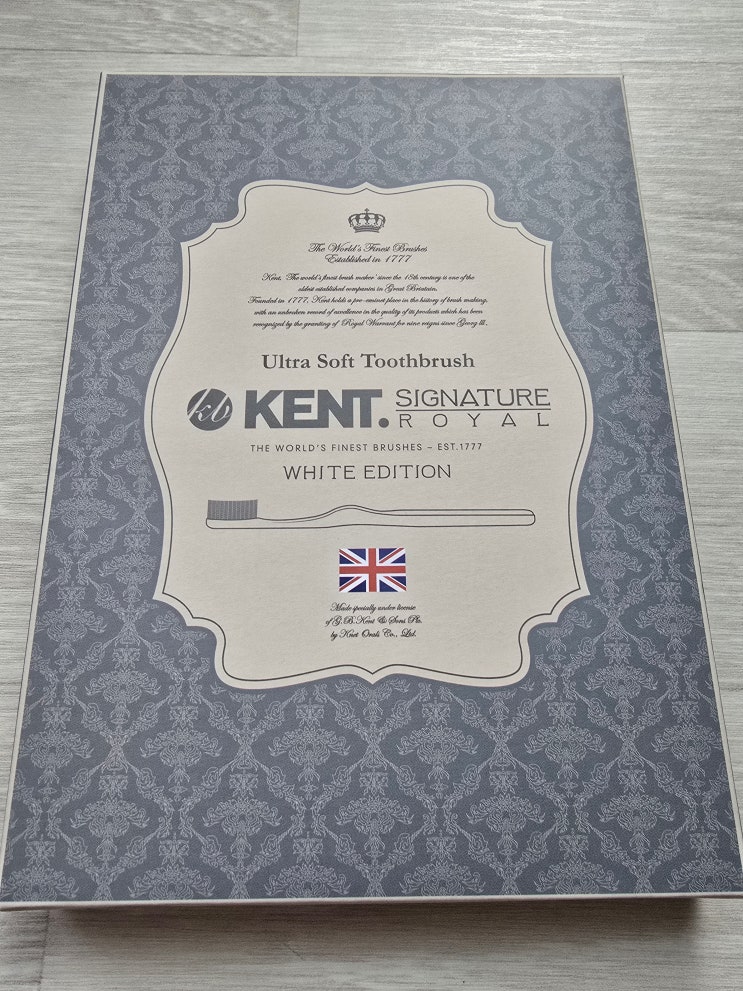 The World's Finest Brushes
Established in 1777
Kent, 'The world's finest brush maker' since the 18th century is one of the
oldest established companies in Great Briatain.
Founded in 1777, Kent holds a pre-eminet place in the history of brush making,
with an unbroken record of excellence in the quality of its products which has been
recognized by the granting of Royal Warrant for nine reigns since Georg III.
Ultra Soft Toothbrush
kb KENT. SIGNATURE
ROYAL
THE WORLD'S FINEST BRUSHES – EST.1777
WHITE EDITION
Made specially under license
of G.B.Kent & Sons Plc.
by Knet Orals Co., Ltd.